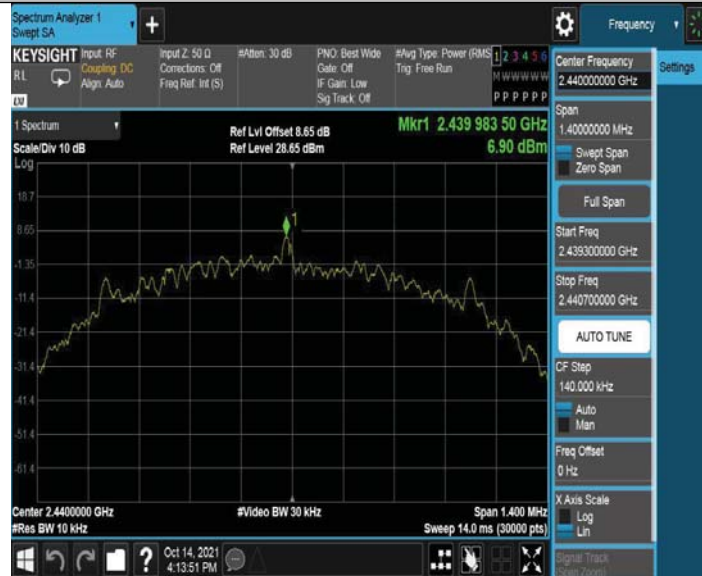 Spectrum Analyzer 1
Swept SA
+
Frequency
KEYSIGHT
RL
LXI
Input: RF
Coupling: DC
Align: Auto
Input Z: 50 Ω
Corrections: Off
Freq Ref: Int (S)
#Atten: 30 dB
PNO: Best Wide
Gate: Off
IF Gain: Low
Sig Track: Off
#Avg Type: Power (RMS
Trig: Free Run
1 2 3 4 5 6
M W W W W W
P P P P P P
Center Frequency
2.440000000 GHz
Settings
Span
1.40000000 MHz
Swept Span
Zero Span
Full Span
Start Freq
2.439300000 GHz
Stop Freq
2.440700000 GHz
AUTO TUNE
CF Step
140.000 kHz
Auto
Man
Freq Offset
0 Hz
X Axis Scale
Log
Lin
Signal Track
(Span Zoom)
1 Spectrum
Scale/Div 10 dB
Ref Lvl Offset 8.65 dB
Ref Level 28.65 dBm
Mkr1 2.439 983 50 GHz
6.90 dBm
Log
18.7
8.65
-1.35
-11.4
-21.4
-31.4
-41.4
-51.4
-61.4
1
Center 2.4400000 GHz
#Res BW 10 kHz
#Video BW 30 kHz
Span 1.400 MHz
Sweep 14.0 ms (30000 pts)
?
Oct 14, 2021
4:13:51 PM